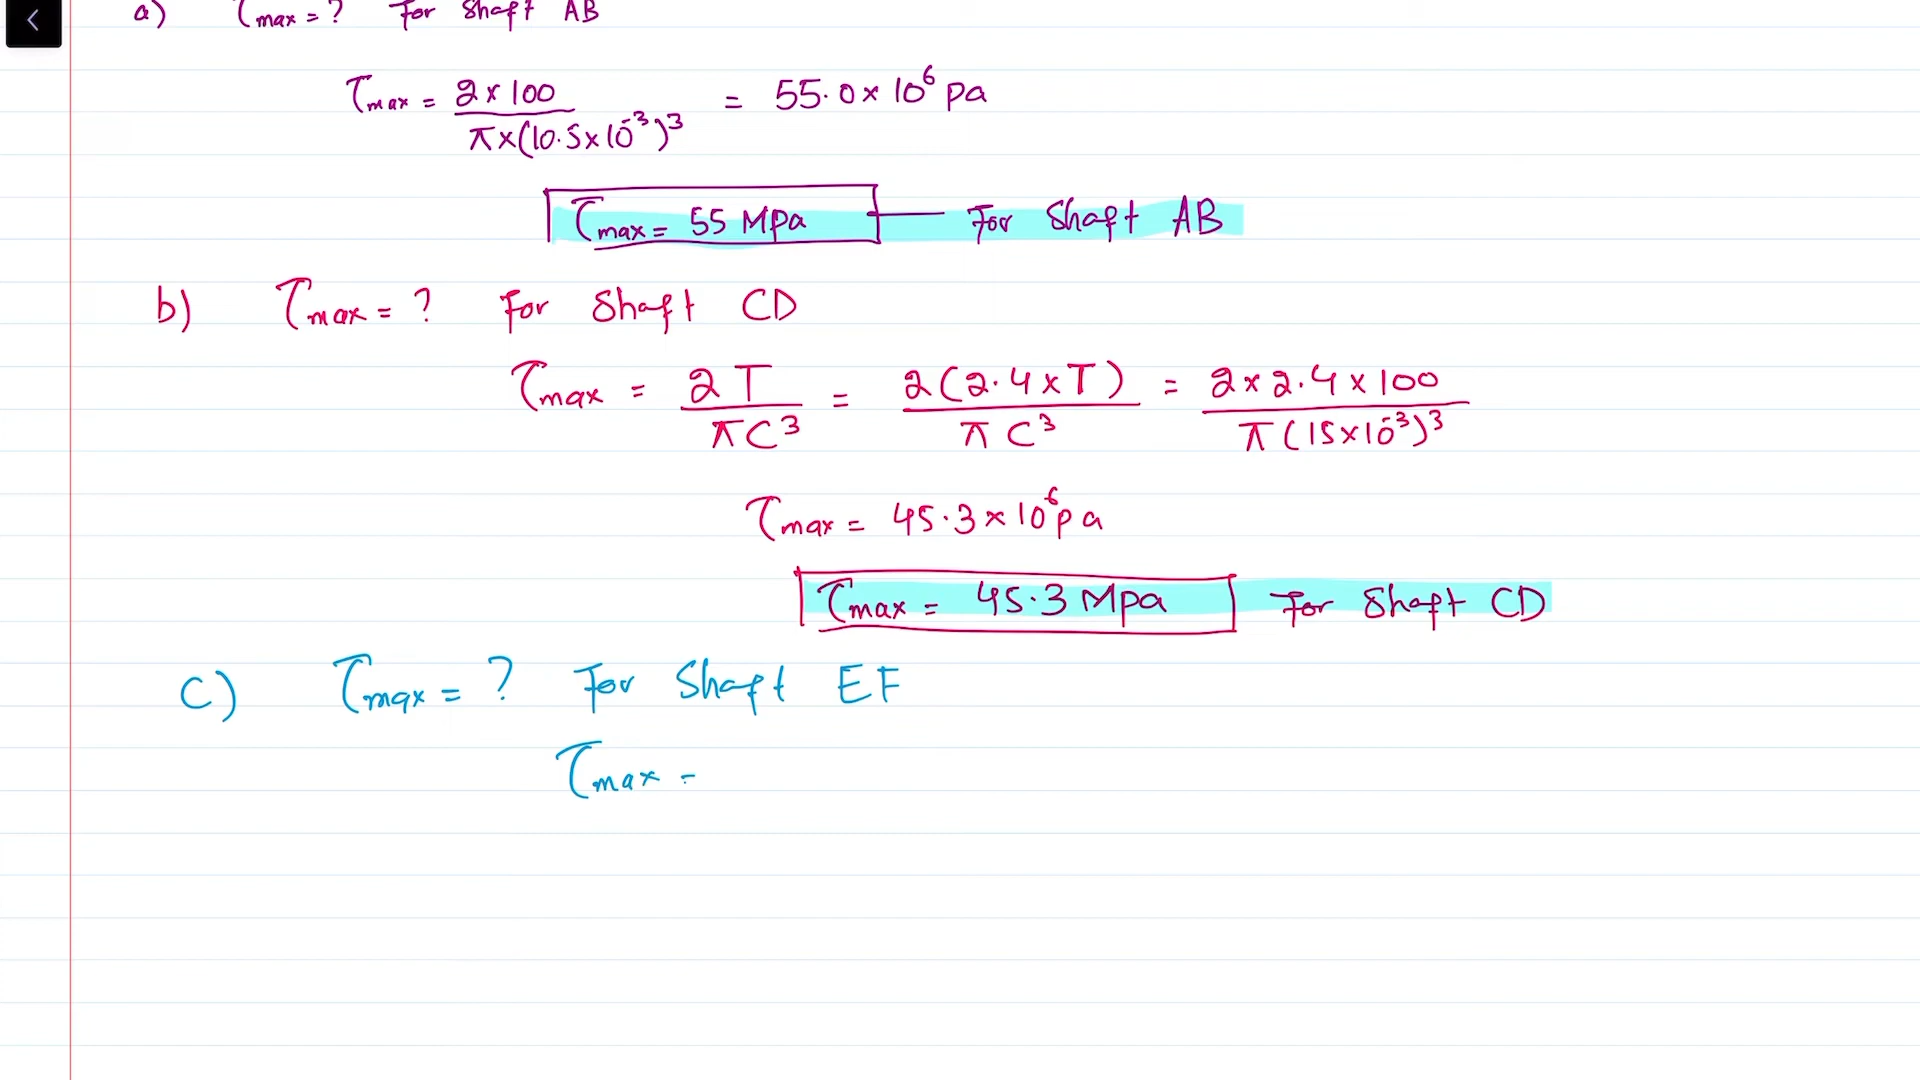 a) τmax = ? For Shaft AB
τmax = 2 x 100 / π x (10.5 x 10⁻³)³ = 55.0 x 10⁶ pa
τmax = 55 Mpa — For Shaft AB
b) τmax = ? For Shaft CD
τmax = 2T / πC³ = 2(2.4 x T) / πC³ = 2 x 2.4 x 100 / π(15 x 10⁻³)³
τmax = 45.3 x 10⁶ pa
τmax = 45.3 Mpa For Shaft CD
C) τmax = ? For Shaft EF
τmax =